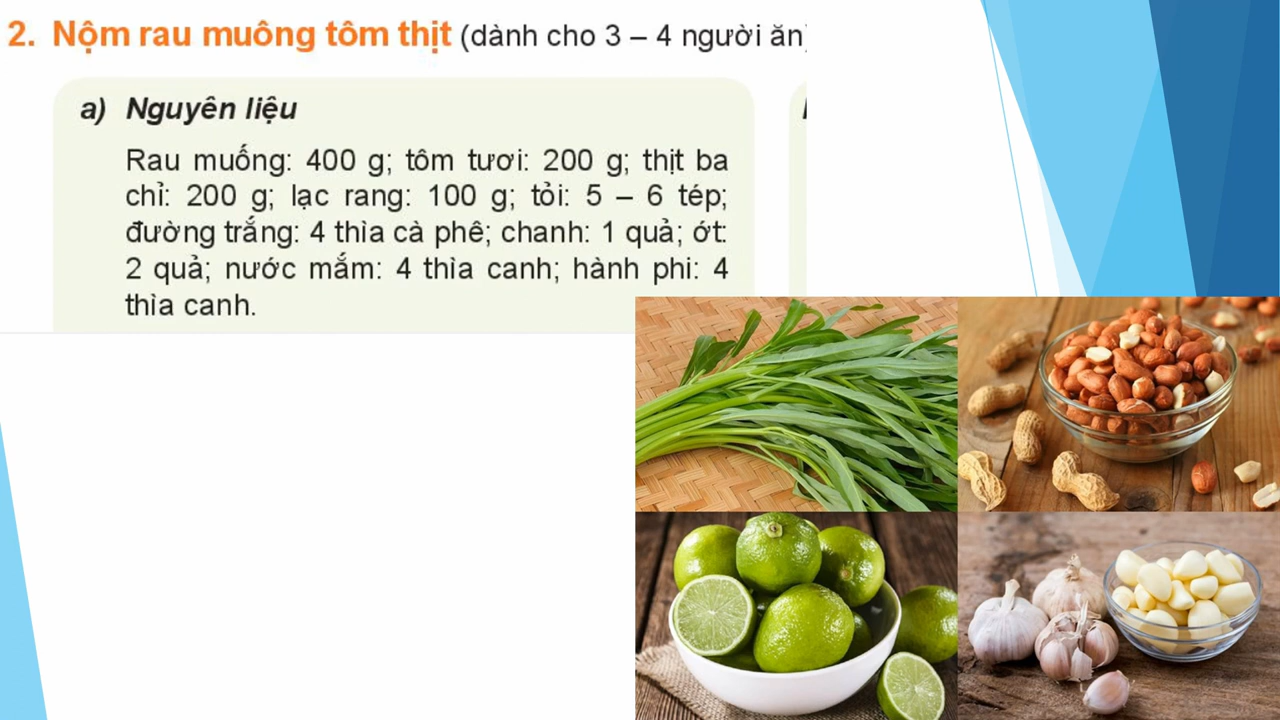 2. Nộm rau muông tôm thịt (dành cho 3 – 4 người ăn)
a) Nguyên liệu
Rau muống: 400 g; tôm tươi: 200 g; thịt ba
chỉ: 200 g; lạc rang: 100 g; tỏi: 5 – 6 tép;
đường trắng: 4 thìa cà phê; chanh: 1 quả; ớt:
2 quả; nước mắm: 4 thìa canh; hành phi: 4
thìa canh.